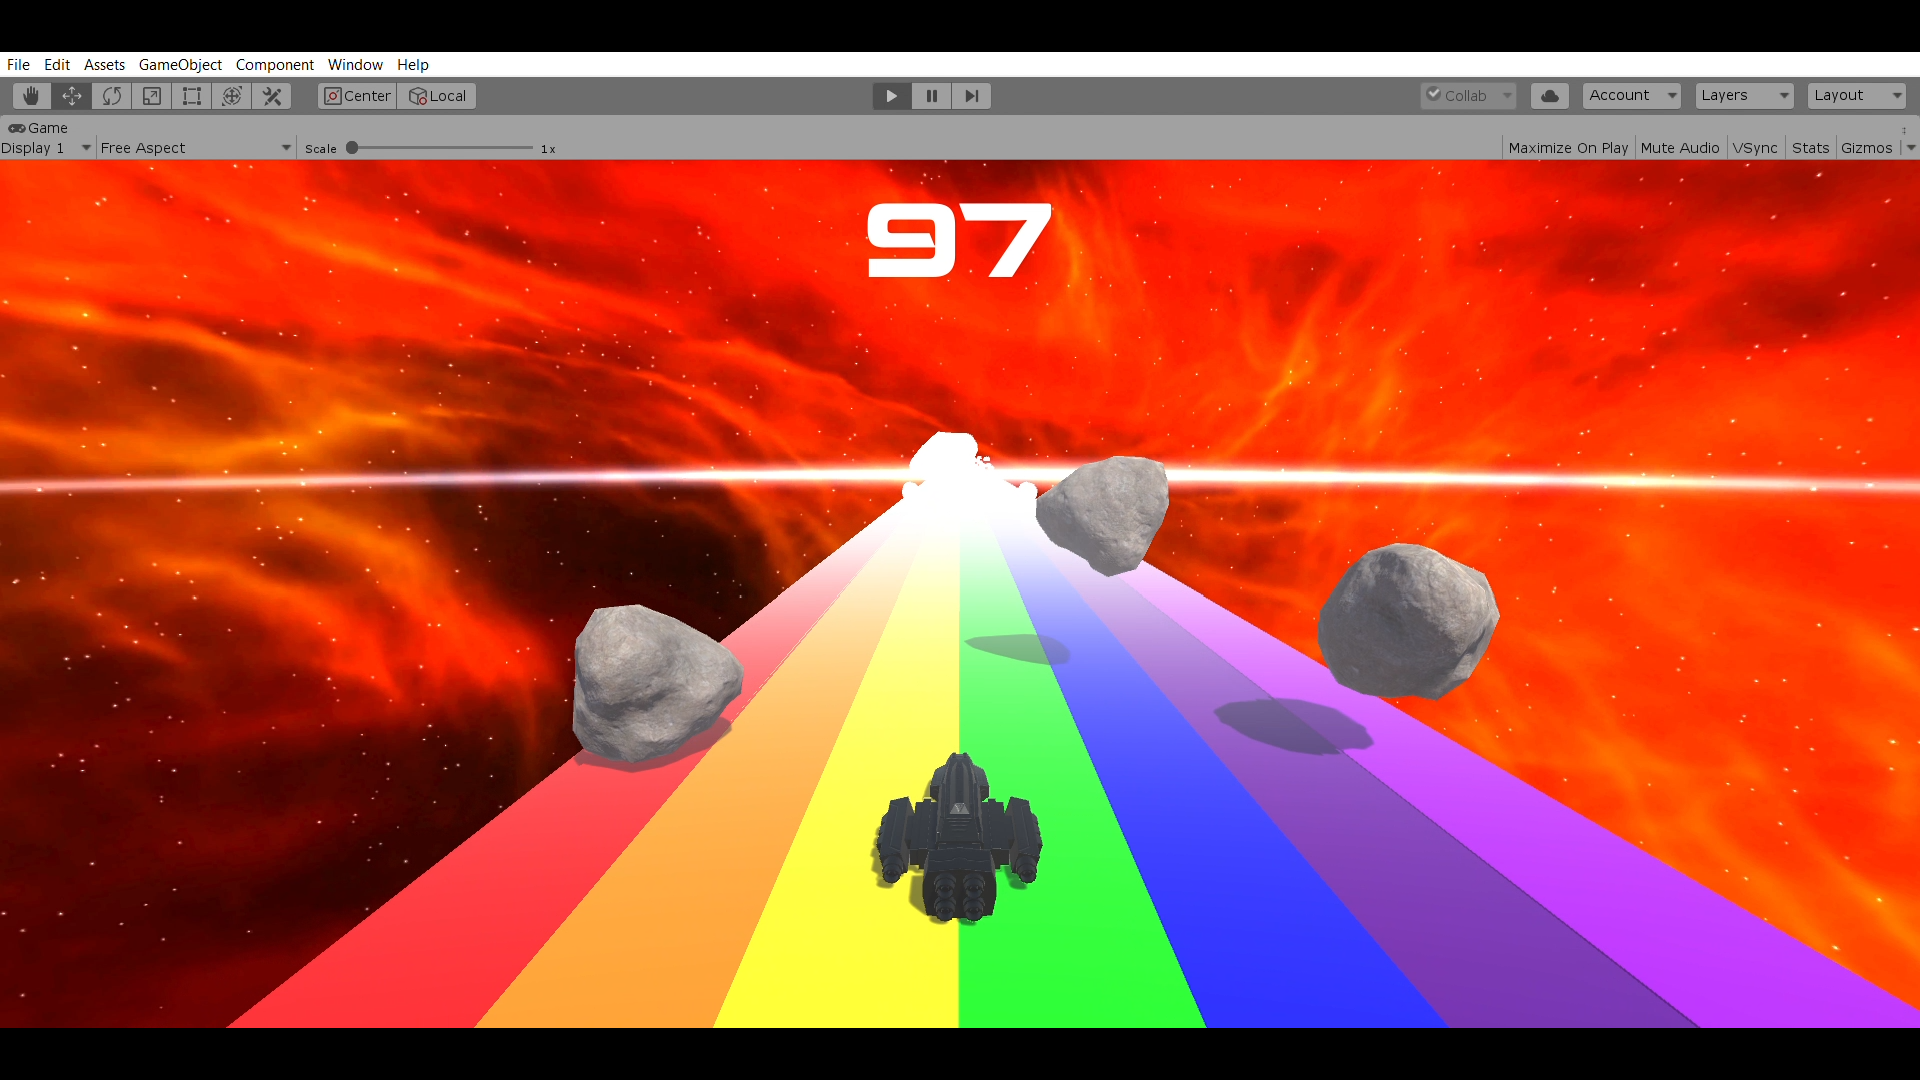 File Edit Assets GameObject Component Window Help
Center Local Collab Account Layers Layout
Game
Display 1 Free Aspect Scale 1x Maximize On Play Mute Audio VSync Stats Gizmos
97